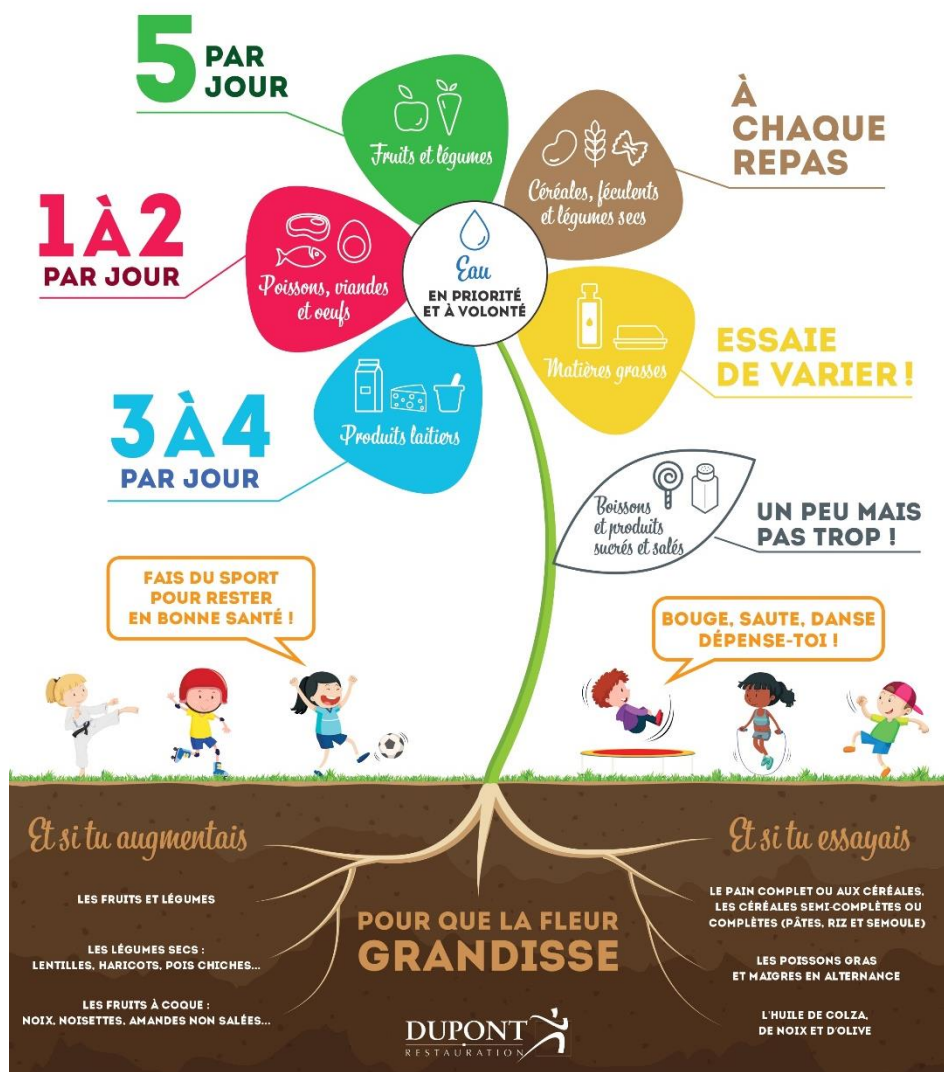 5 PAR
JOUR
Fruits et légumes
À
CHAQUE
REPAS
Céréales, féculents
et légumes secs
1À2
PAR JOUR
Poissons, viandes
et oeufs
Eau
EN PRIORITÉ
ET À VOLONTÉ
Matières grasses
ESSAIE
DE VARIER !
3À4
PAR JOUR
Produits laitiers
Boissons
et produits
sucrés et salés
UN PEU MAIS
PAS TROP !
FAIS DU SPORT
POUR RESTER
EN BONNE SANTÉ !
BOUGE, SAUTE, DANSE
DÉPENSE-TOI !
Et si tu augmentais
LES FRUITS ET LÉGUMES
LES LÉGUMES SECS :
LENTILLES, HARICOTS, POIS CHICHES...
LES FRUITS À COQUE :
NOIX, NOISETTES, AMANDES NON SALÉES...
POUR QUE LA FLEUR
GRANDISSE
Et si tu essayais
LE PAIN COMPLET OU AUX CÉRÉALES,
LES CÉRÉALES SEMI-COMPLÈTES OU
COMPLÈTES (PÂTES, RIZ ET SEMOULE)
LES POISSONS GRAS
ET MAIGRES EN ALTERNANCE
L'HUILE DE COLZA,
DE NOIX ET D'OLIVE
DUPONT
RESTAURATION